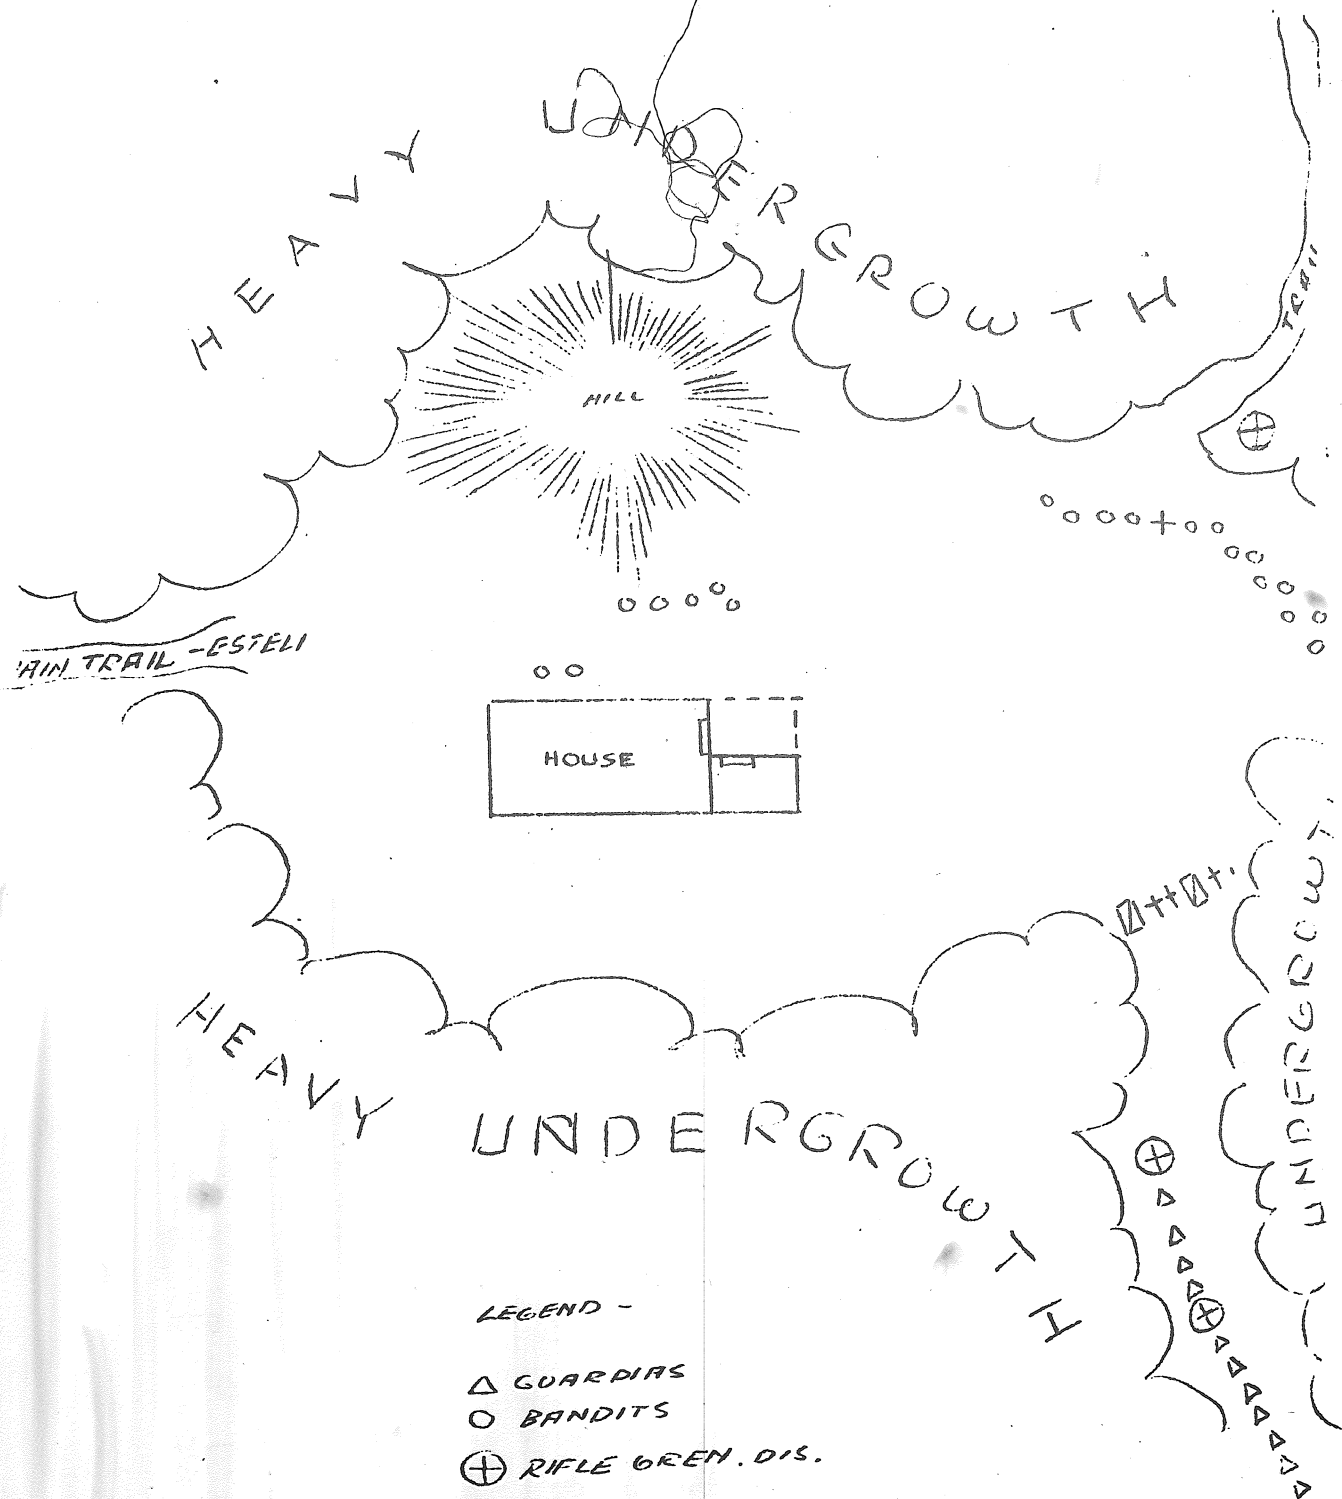 HEAVY UNDERGROWTH
TRAIL
HILL
AIN TRAIL - ESTELI
HOUSE
UNDERGROWT
HEAVY UNDERGROWTH
LEGEND -
GUARDIAS
BANDITS
RIFLE GREN. DIS.